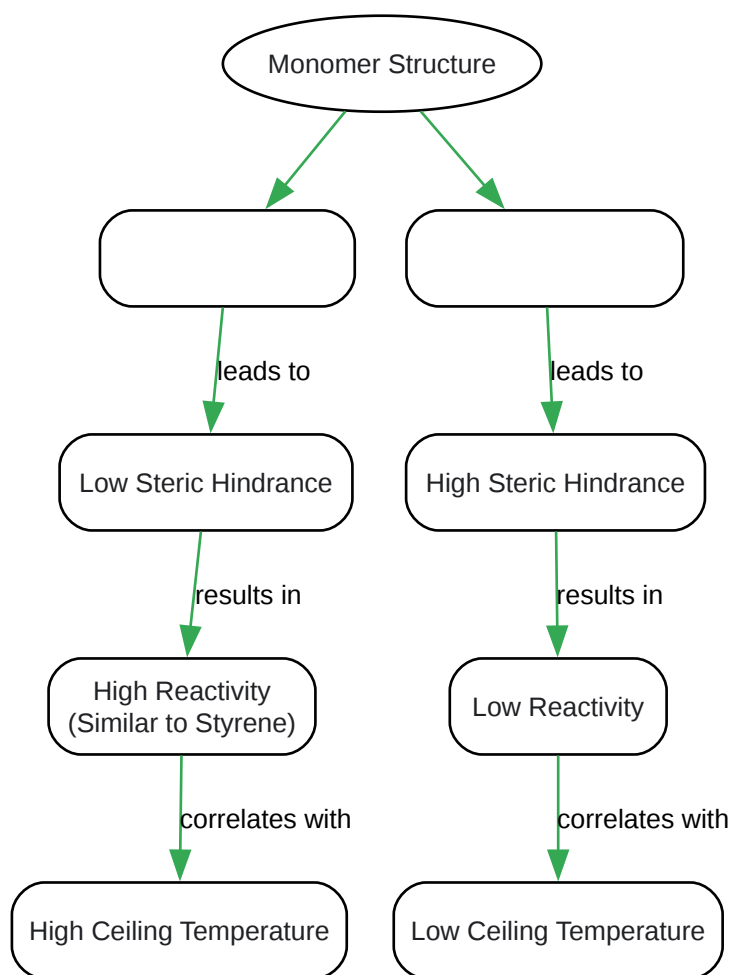 Monomer Structure
leads to
leads to
Low Steric Hindrance
High Steric Hindrance
results in
results in
High Reactivity
(Similar to Styrene)
Low Reactivity
correlates with
correlates with
High Ceiling Temperature
Low Ceiling Temperature